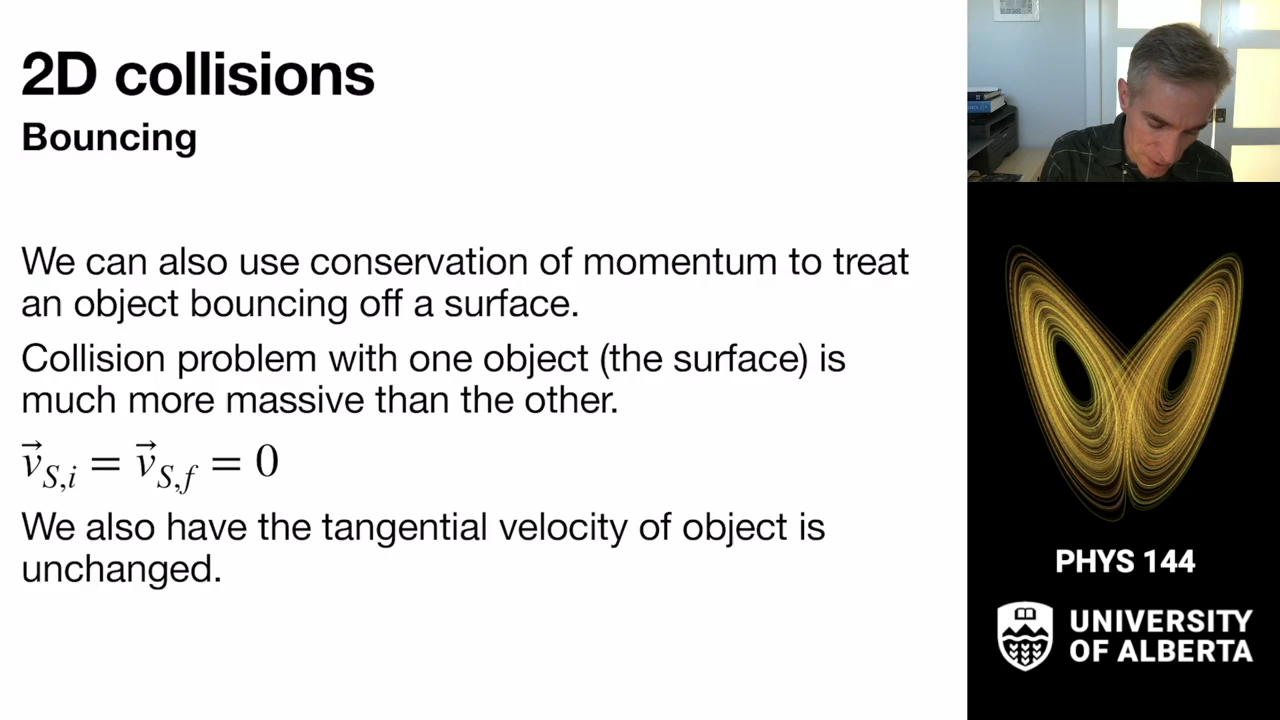 2D collisions
Bouncing
We can also use conservation of momentum to treat
an object bouncing off a surface.
Collision problem with one object (the surface) is
much more massive than the other.
$\vec{v}_{S,i} = \vec{v}_{S,f} = 0$
We also have the tangential velocity of object is
unchanged.
PHYS 144
UNIVERSITY
OF ALBERTA